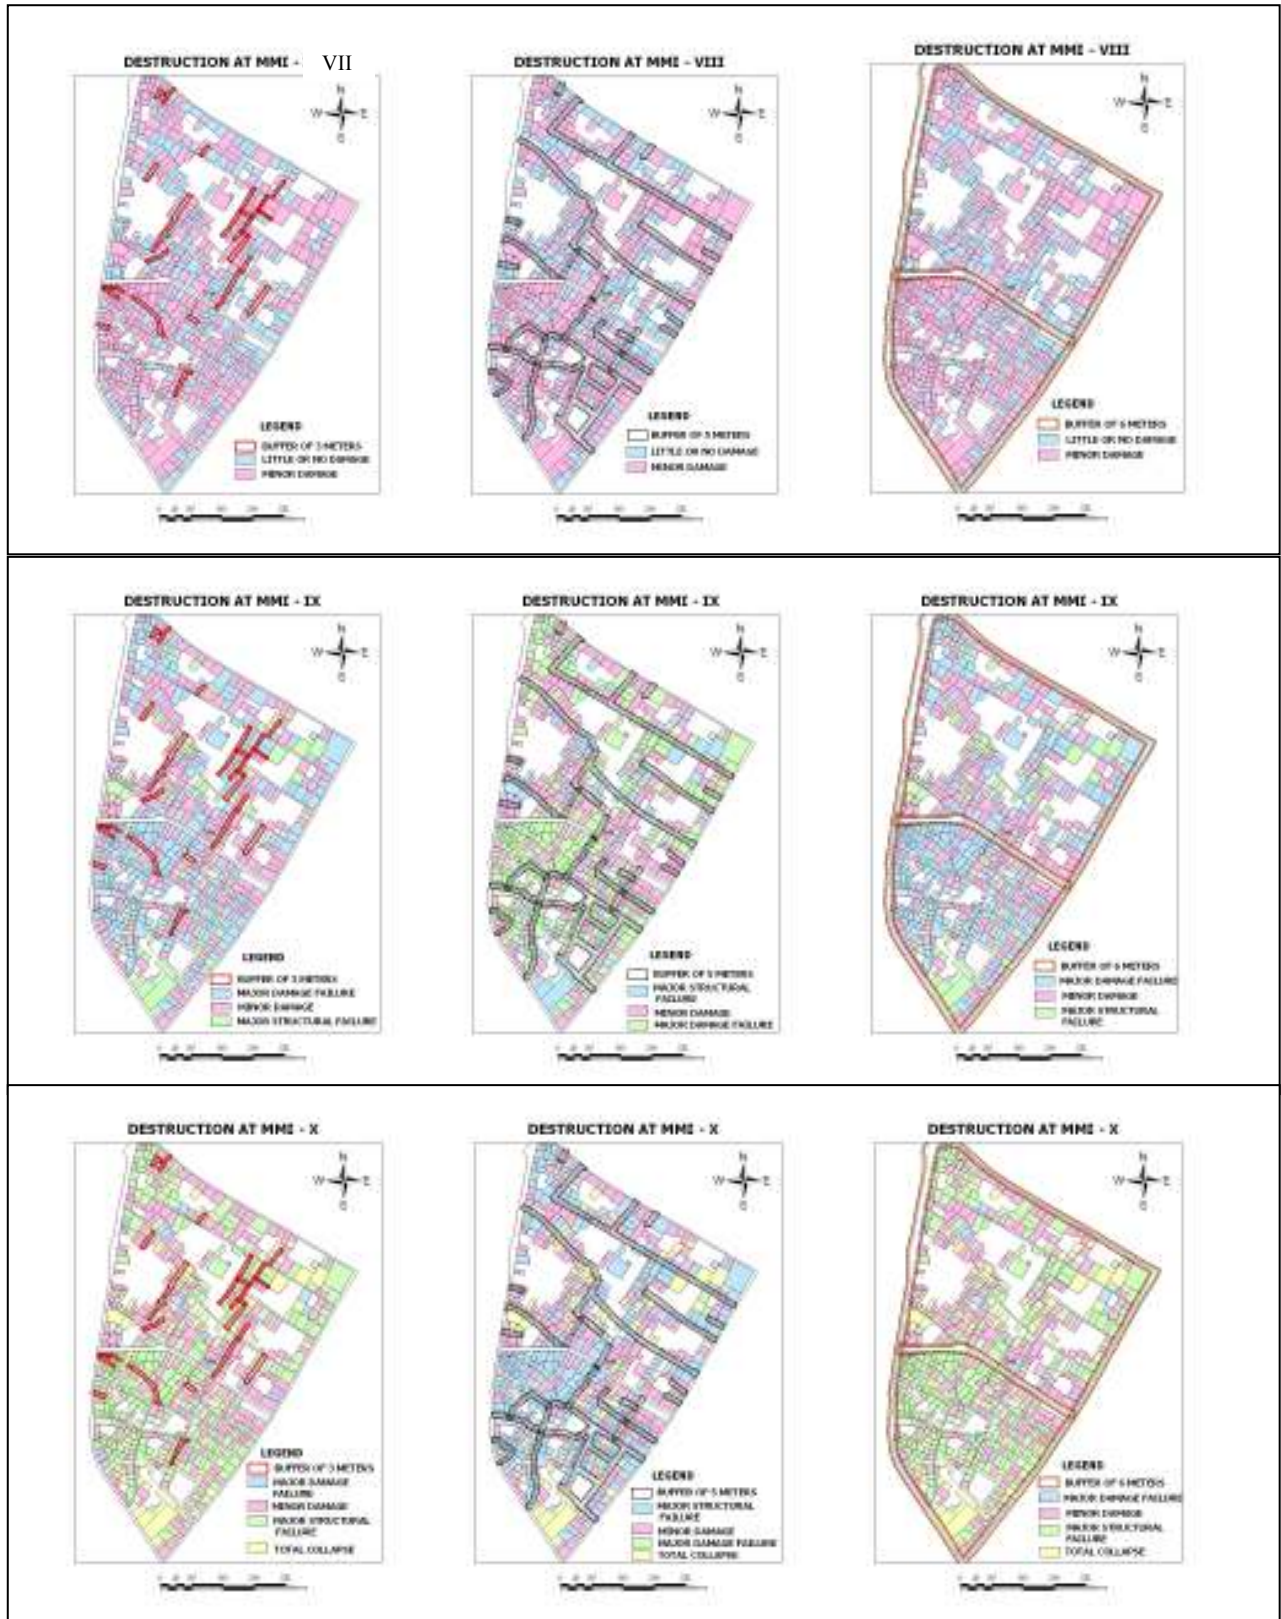 DESTRUCTION AT MMI - VII
N
W E
LEGEND
BUFFER OF 3 METERS
LITTLE OR NO DAMAGE
MINOR DAMAGE
DESTRUCTION AT MMI - VIII
N
W E
LEGEND
BUFFER OF 5 METERS
LITTLE OR NO DAMAGE
MINOR DAMAGE
DESTRUCTION AT MMI - VIII
N
W E
LEGEND
BUFFER OF 6 METERS
LITTLE OR NO DAMAGE
MINOR DAMAGE
DESTRUCTION AT MMI - IX
N
W E
LEGEND
BUFFER OF 3 METERS
MAJOR DAMAGE FAILURE
MINOR DAMAGE
MAJOR STRUCTURAL FAILURE
DESTRUCTION AT MMI - IX
N
W E
LEGEND
BUFFER OF 5 METERS
MAJOR STRUCTURAL
FAILURE
MINOR DAMAGE
MAJOR DAMAGE FAILURE
DESTRUCTION AT MMI - IX
N
W E
LEGEND
BUFFER OF 6 METERS
MAJOR DAMAGE FAILURE
MINOR DAMAGE
MAJOR STRUCTURAL
FAILURE
DESTRUCTION AT MMI - X
N
W E
LEGEND
BUFFER OF 3 METERS
MAJOR DAMAGE
FAILURE
MINOR DAMAGE
MAJOR STRUCTURAL
FAILURE
TOTAL COLLAPSE
DESTRUCTION AT MMI - X
N
W E
LEGEND
BUFFER OF 5 METERS
MAJOR STRUCTURAL
FAILURE
MINOR DAMAGE
MAJOR DAMAGE FAILURE
TOTAL COLLAPSE
DESTRUCTION AT MMI - X
N
W E
LEGEND
BUFFER OF 6 METERS
MAJOR DAMAGE FAILURE
MINOR DAMAGE
MAJOR STRUCTURAL
FAILURE
TOTAL COLLAPSE